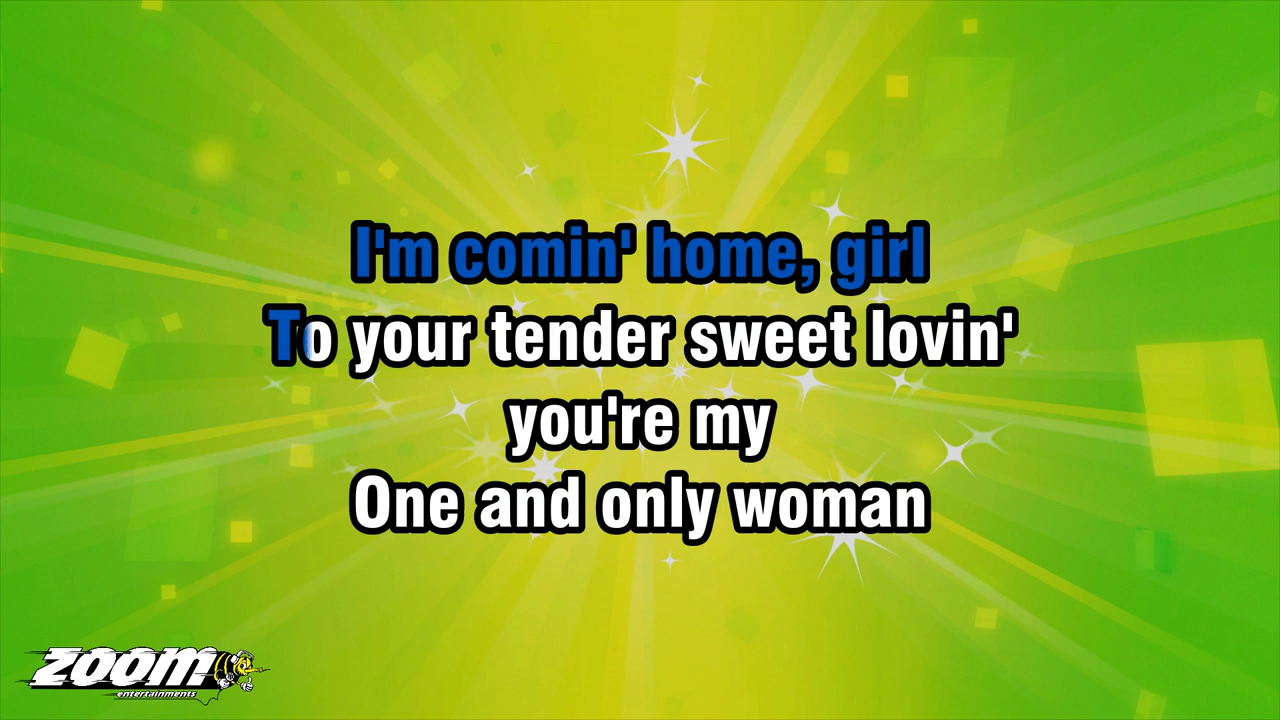 I'm comin' home, girl
To your tender sweet lovin'
you're my
One and only woman
ZOOM
entertainments